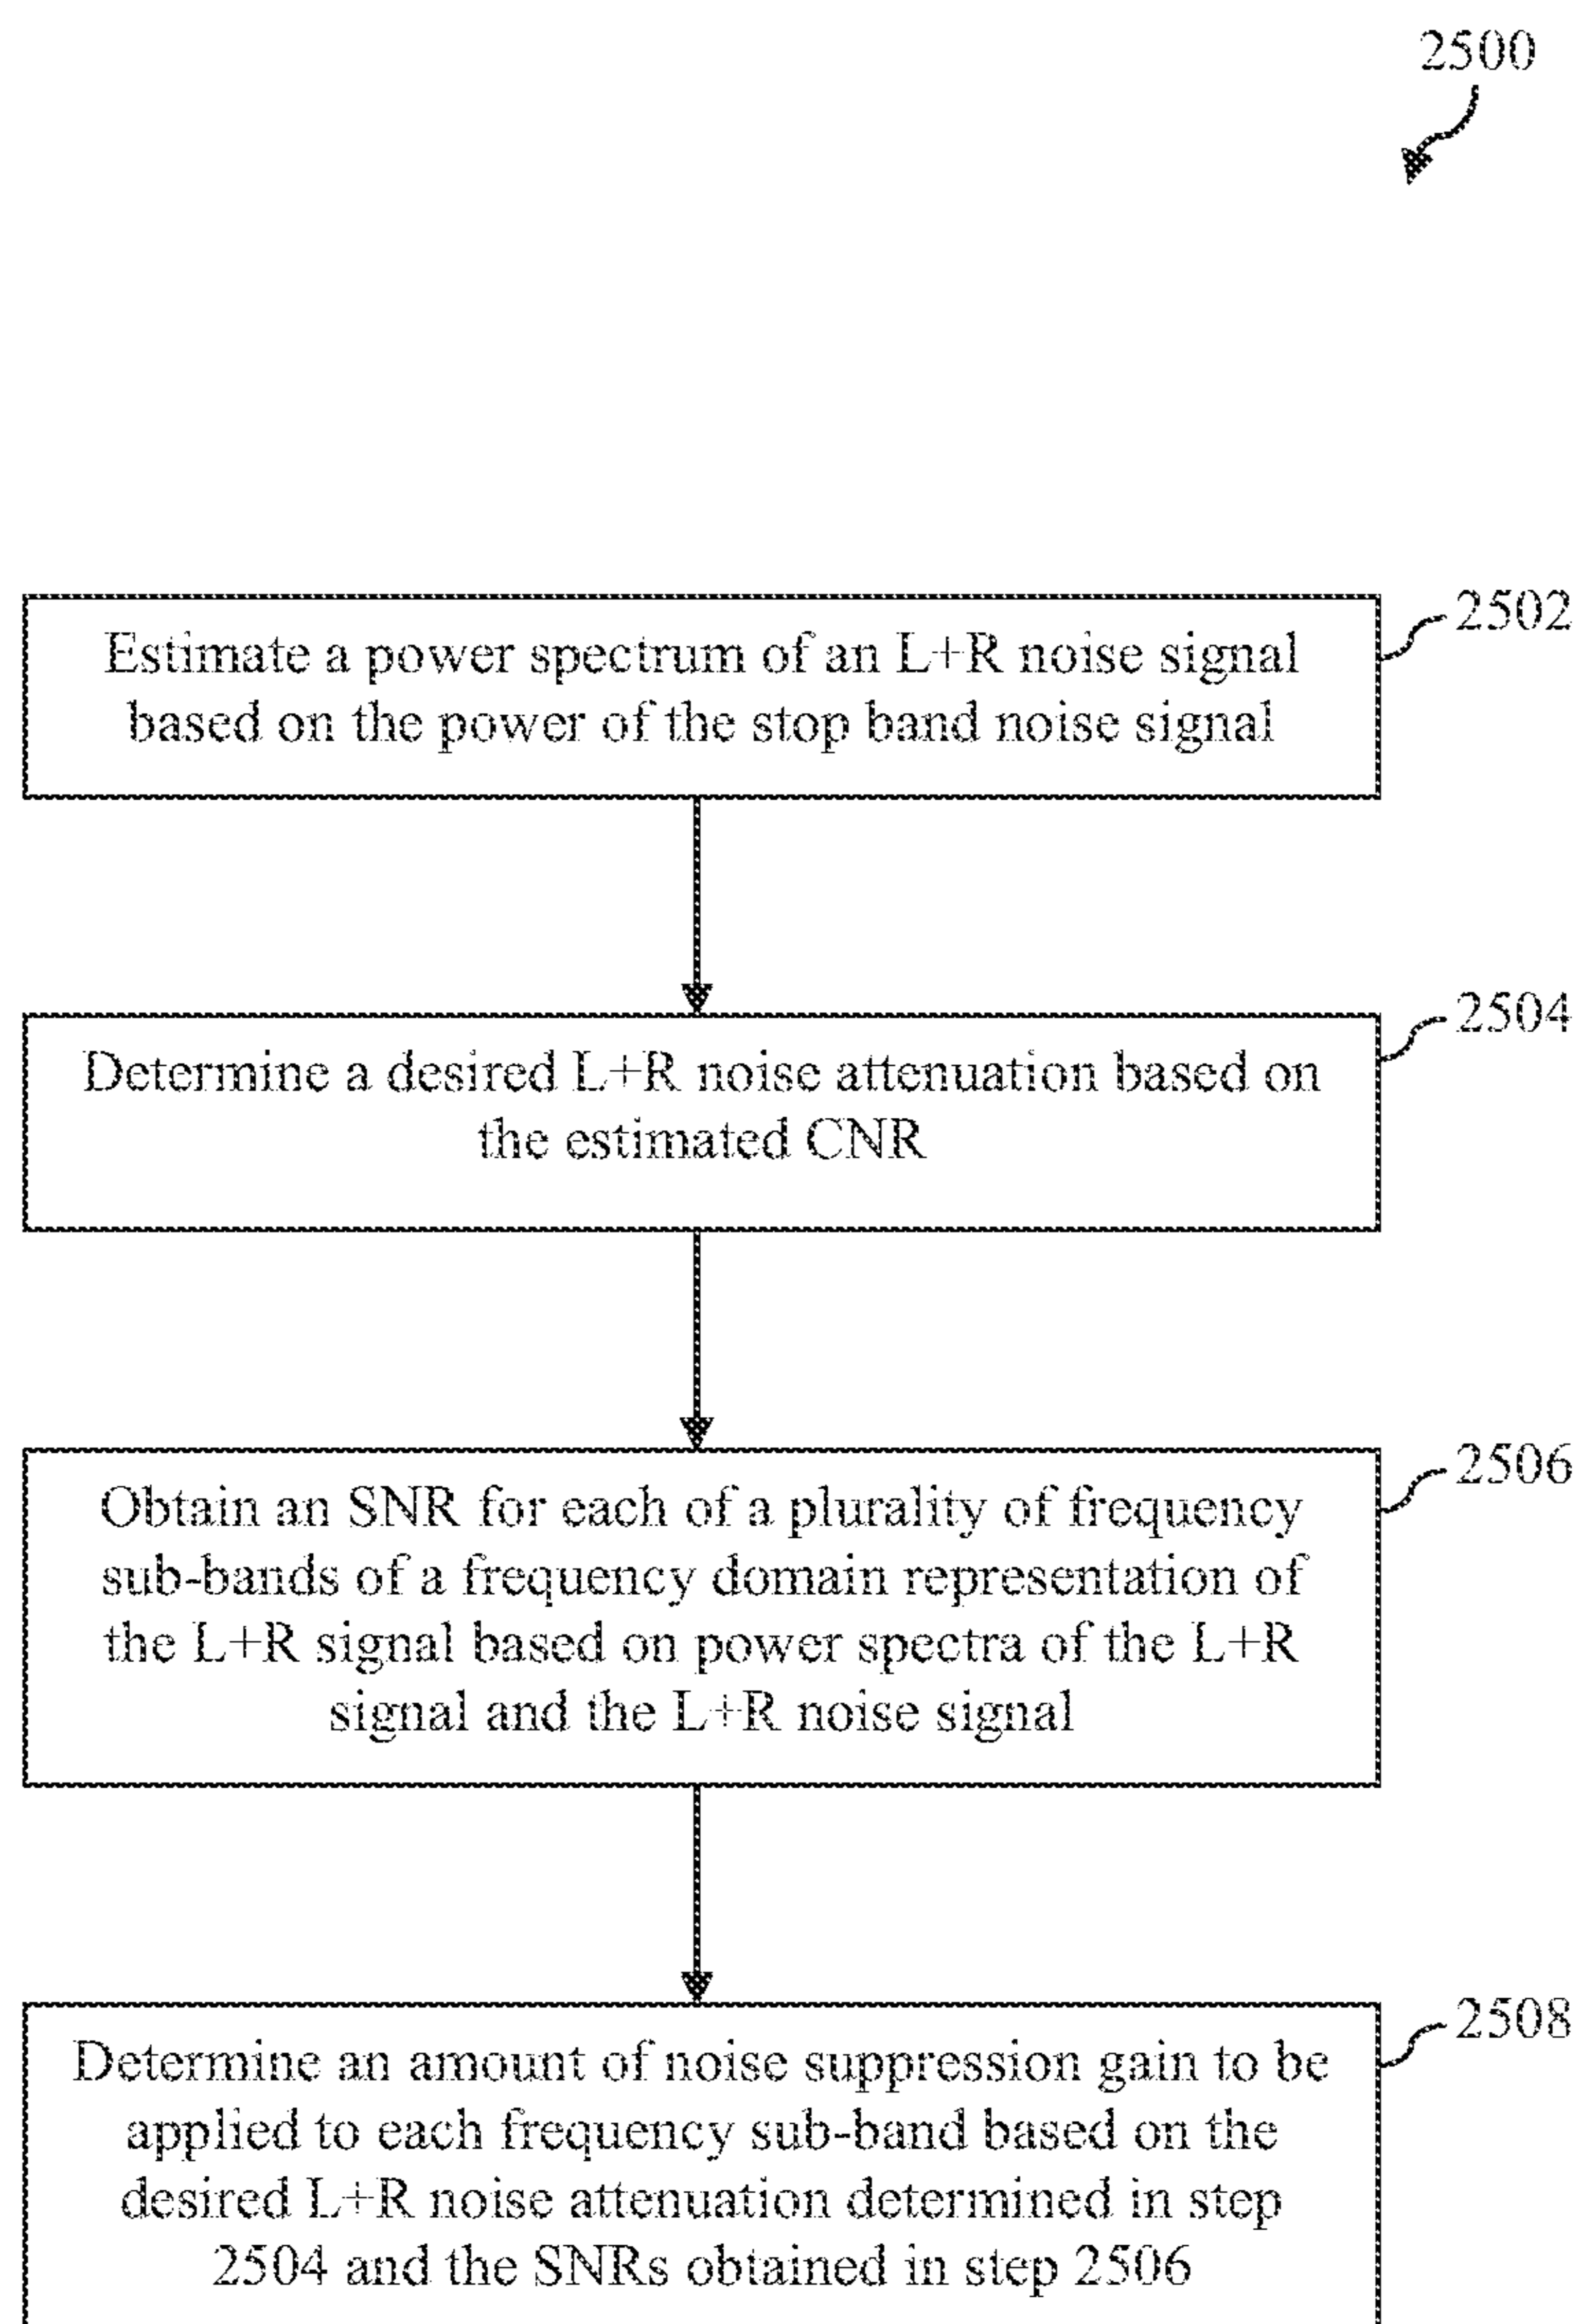 2500
2502
Estimate a power spectrum of an L+R noise signal
based on the power of the stop band noise signal
2504
Determine a desired L+R noise attenuation based on
the estimated CNR
2506
Obtain an SNR for each of a plurality of frequency
sub-bands of a frequency domain representation of
the L+R signal based on power spectra of the L+R
signal and the L+R noise signal
2508
Determine an amount of noise suppression gain to be
applied to each frequency sub-band based on the
desired L+R noise attenuation determined in step
2504 and the SNRs obtained in step 2506